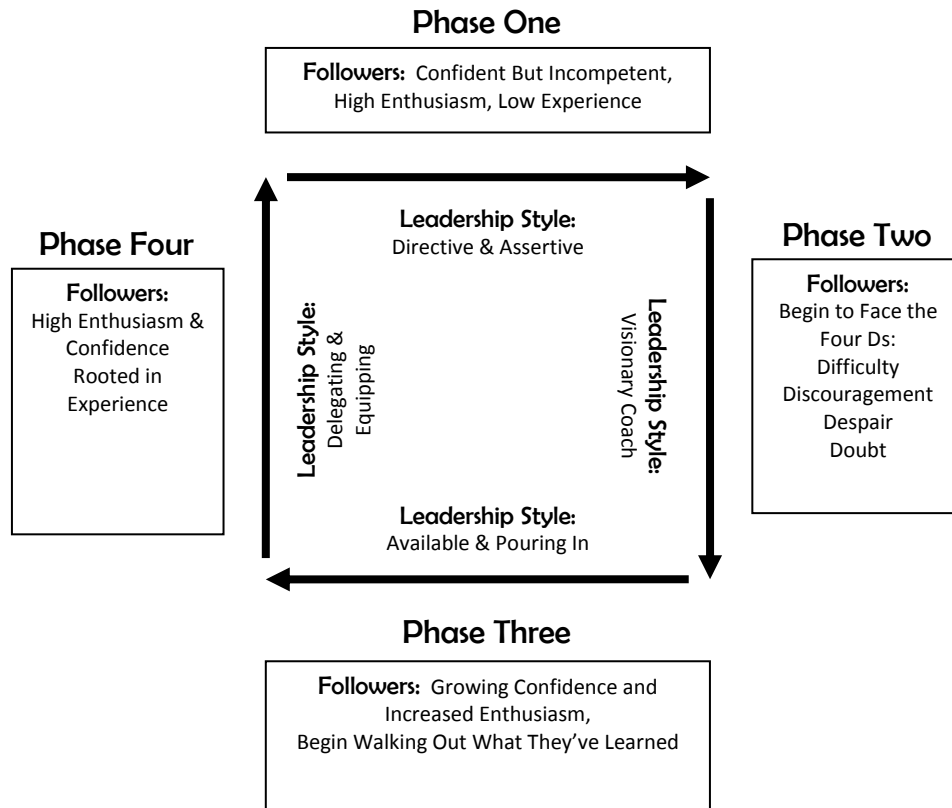 Phase One
Followers: Confident But Incompetent,
High Enthusiasm, Low Experience
Leadership Style:
Directive & Assertive
Phase Two
Followers:
Begin to Face the
Four Ds:
Difficulty
Discouragement
Despair
Doubt
Leadership Style:
Visionary Coach
Phase Three
Followers: Growing Confidence and
Increased Enthusiasm,
Begin Walking Out What They’ve Learned
Leadership Style:
Available & Pouring In
Phase Four
Followers:
High Enthusiasm &
Confidence
Rooted in
Experience
Leadership Style:
Delegating &
Equipping